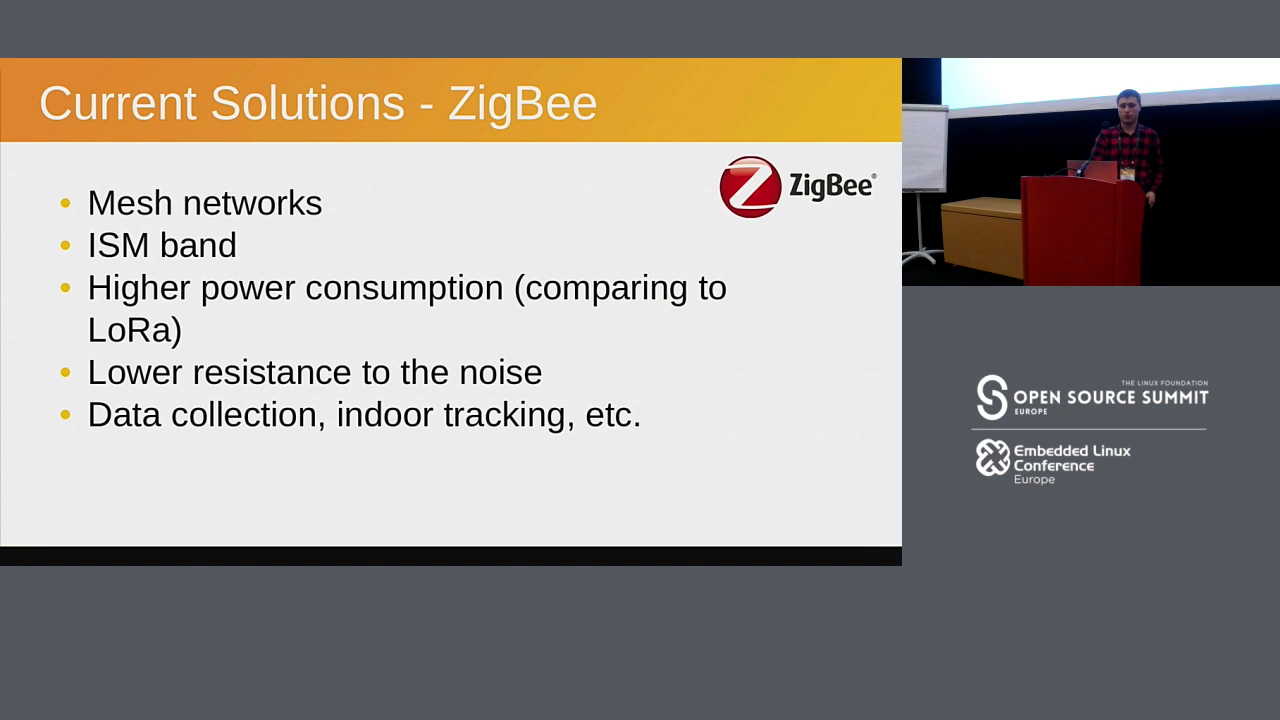 Current Solutions - ZigBee
ZigBee®
• Mesh networks
• ISM band
• Higher power consumption (comparing to
LoRa)
• Lower resistance to the noise
• Data collection, indoor tracking, etc.
THE LINUX FOUNDATION
OPEN SOURCE SUMMIT
EUROPE
Embedded Linux
Conference
Europe